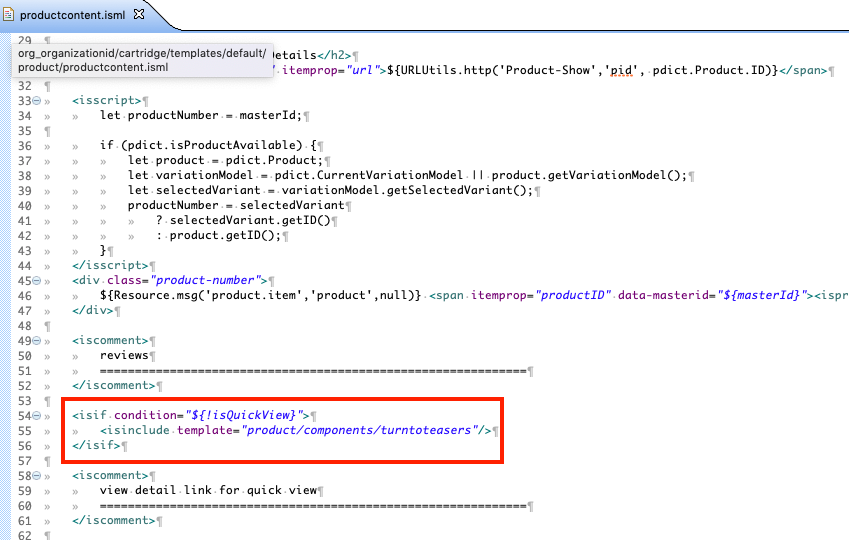 productcontent.isml
29
org_organizationid/cartridge/templates/default/
product/productcontent.isml
Details</h2>¶
" itemprop="url">${URLUtils.http('Product-Show','pid', pdict.Product.ID)}</span>¶
32 ¶
33 » <isscript>¶
34 » » let productNumber = masterId;¶
35 ¶
36 » » if (pdict.isProductAvailable) {¶
37 » » » let product = pdict.Product;¶
38 » » » let variationModel = pdict.CurrentVariationModel || product.getVariationModel();¶
39 » » » let selectedVariant = variationModel.getSelectedVariant();¶
40 » » » productNumber = selectedVariant¶
41 » » » » ? selectedVariant.getID()¶
42 » » » » : product.getID();¶
43 » » }¶
44 » </isscript>¶
45 » <div class="product-number">¶
46 » » ${Resource.msg('product.item','product',null)} <span itemprop="productID" data-masterid="${masterId}"><ispr
47 » </div>¶
48 ¶
49 » <iscomment>¶
50 » » reviews¶
51 » » =============================================================¶
52 » </iscomment>¶
53 ¶
54 » <isif condition="${!isQuickView}">¶
55 » » <isinclude template="product/components/turntoteasers"/>¶
56 » </isif>¶
57 ¶
58 » <iscomment>¶
59 » » view detail link for quick view¶
60 » » =============================================================¶
61 » </iscomment>¶
62 ¶